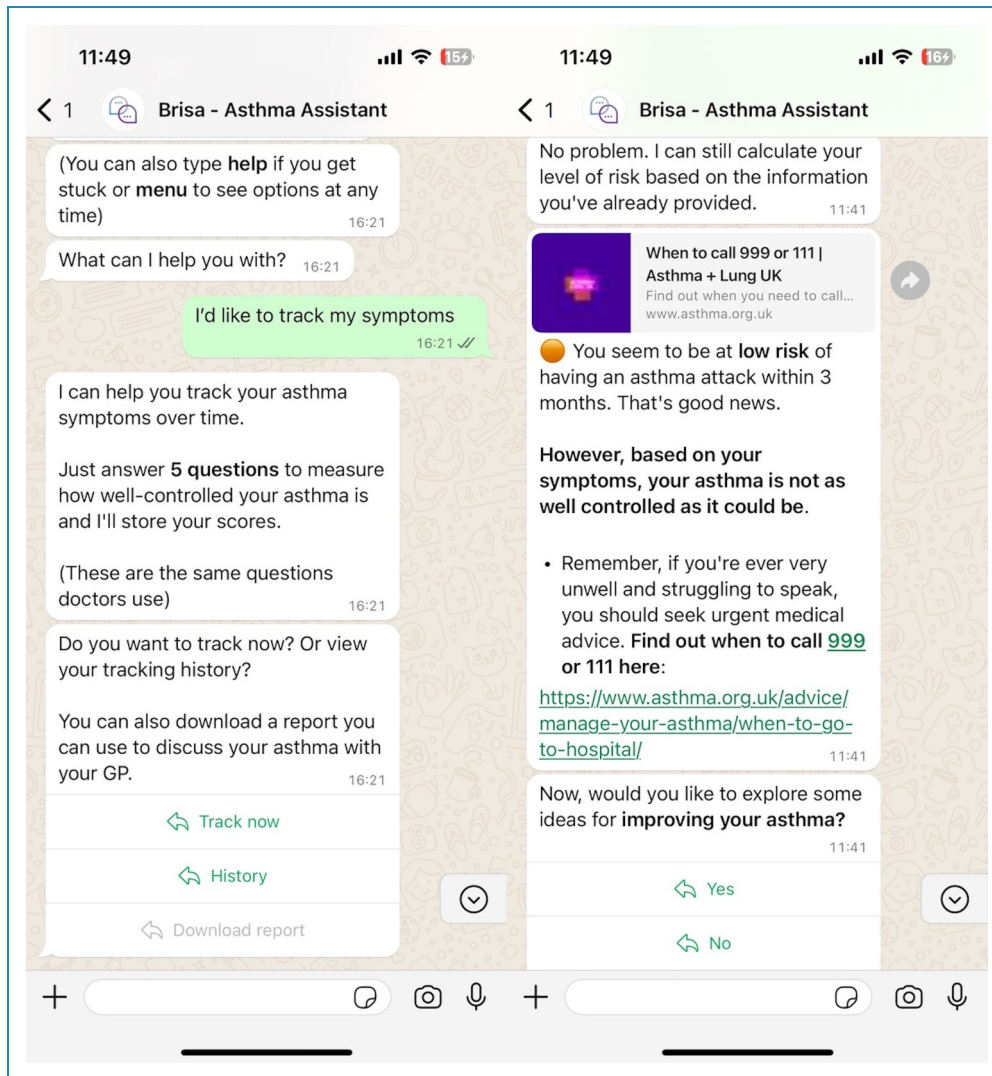 11:49
15
1
Brisa - Asthma Assistant
(You can also type help if you get
stuck or menu to see options at any
time)
16:21
What can I help you with?
16:21
I'd like to track my symptoms
16:21
I can help you track your asthma
symptoms over time.
Just answer 5 questions to measure
how well-controlled your asthma is
and I'll store your scores.
(These are the same questions
doctors use)
16:21
Do you want to track now? Or view
your tracking history?
You can also download a report you
can use to discuss your asthma with
your GP.
16:21
Track now
History
Download report
11:49
16
1
Brisa - Asthma Assistant
No problem. I can still calculate your
level of risk based on the information
you've already provided.
11:41
When to call 999 or 111 |
Asthma + Lung UK
Find out when you need to call...
www.asthma.org.uk
You seem to be at low risk of
having an asthma attack within 3
months. That's good news.
However, based on your
symptoms, your asthma is not as
well controlled as it could be.
• Remember, if you're ever very
unwell and struggling to speak,
you should seek urgent medical
advice. Find out when to call 999
or 111 here:
https://www.asthma.org.uk/advice/
manage-your-asthma/when-to-go-
to-hospital/
11:41
Now, would you like to explore some
ideas for improving your asthma?
11:41
Yes
No